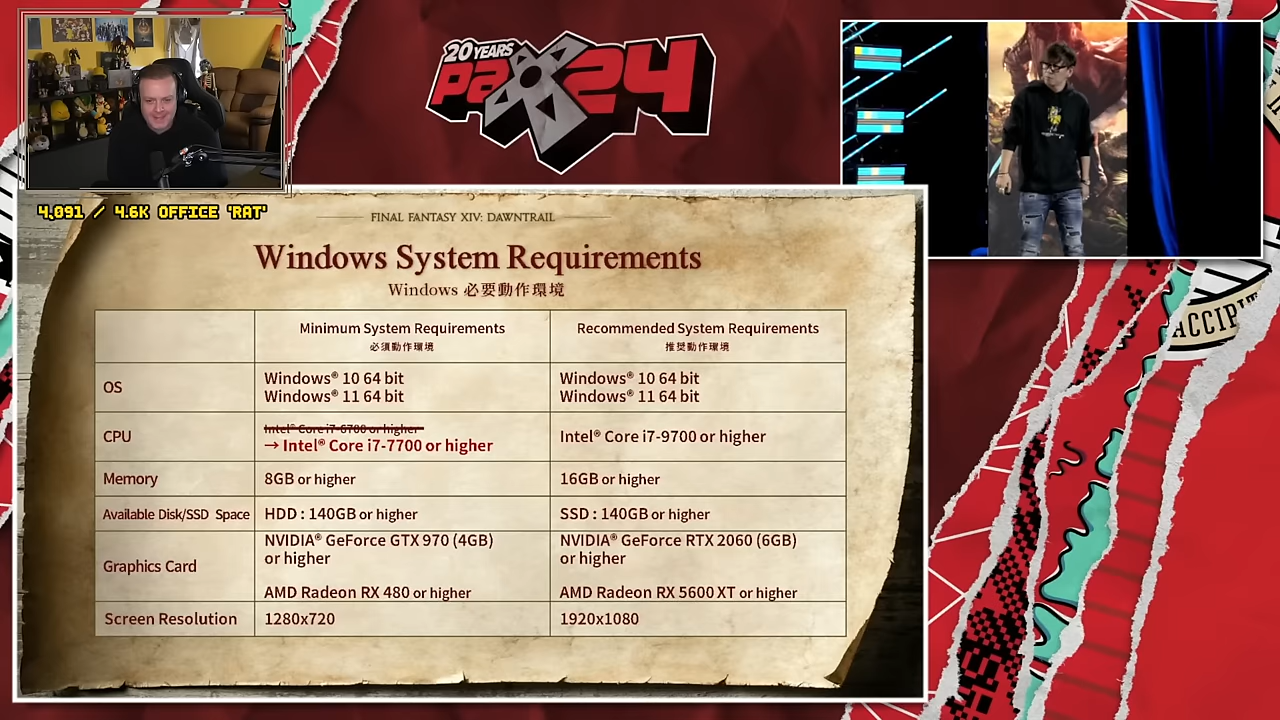 20 YEARS
PAX24
4,091 / 4.6K OFFICE 'RAT'
FINAL FANTASY XIV: DAWNTRAIL
Windows System Requirements
Windows 必要動作環境
Minimum System Requirements
必須動作環境
Recommended System Requirements
推奨動作環境
OS
Windows® 10 64 bit
Windows® 11 64 bit
Windows® 10 64 bit
Windows® 11 64 bit
CPU
Intel® Core i7-6700 or higher
→ Intel® Core i7-7700 or higher
Intel® Core i7-9700 or higher
Memory
8GB or higher
16GB or higher
Available Disk/SSD Space
HDD : 140GB or higher
SSD : 140GB or higher
Graphics Card
NVIDIA® GeForce GTX 970 (4GB)
or higher
AMD Radeon RX 480 or higher
NVIDIA® GeForce RTX 2060 (6GB)
or higher
AMD Radeon RX 5600 XT or higher
Screen Resolution
1280x720
1920x1080